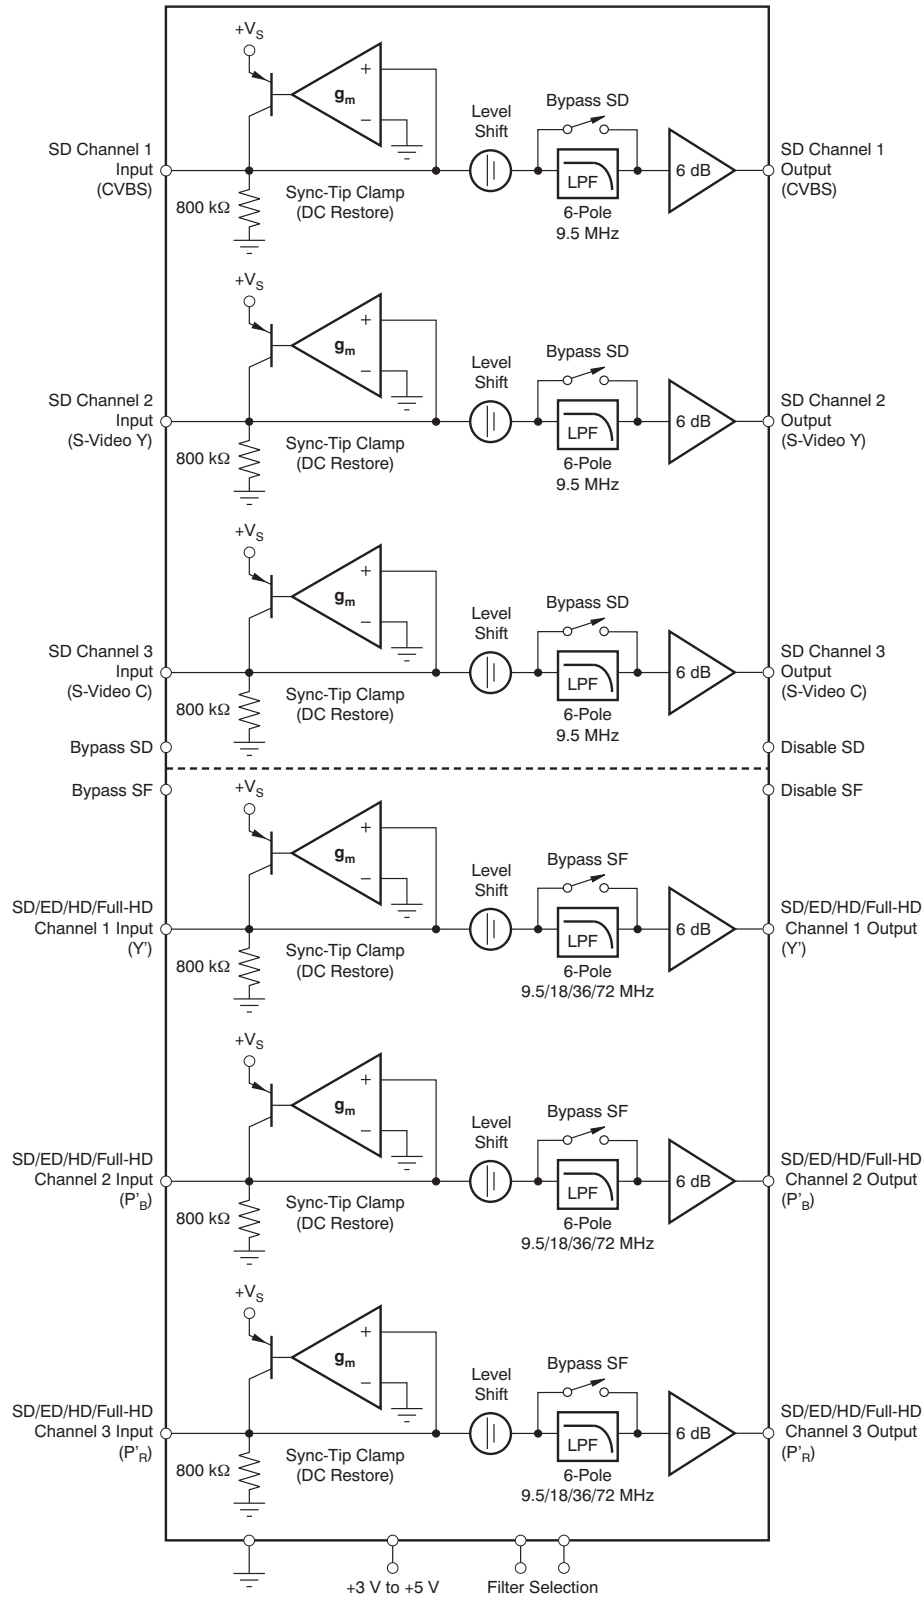 +VS
+
gm
−
Bypass SD
Level
Shift
SD Channel 1
Input
(CVBS)
LPF
6 dB
SD Channel 1
Output
(CVBS)
800 kΩ
Sync-Tip Clamp
(DC Restore)
6-Pole
9.5 MHz
+VS
+
gm
−
Bypass SD
Level
Shift
SD Channel 2
Input
(S-Video Y)
LPF
6 dB
SD Channel 2
Output
(S-Video Y)
800 kΩ
Sync-Tip Clamp
(DC Restore)
6-Pole
9.5 MHz
+VS
+
gm
−
Bypass SD
Level
Shift
SD Channel 3
Input
(S-Video C)
LPF
6 dB
SD Channel 3
Output
(S-Video C)
800 kΩ
Sync-Tip Clamp
(DC Restore)
6-Pole
9.5 MHz
Bypass SD
Disable SD
Bypass SF
Disable SF
+VS
+
gm
−
Bypass SF
Level
Shift
SD/ED/HD/Full-HD
Channel 1 Input
(Y')
LPF
6 dB
SD/ED/HD/Full-HD
Channel 1 Output
(Y')
800 kΩ
Sync-Tip Clamp
(DC Restore)
6-Pole
9.5/18/36/72 MHz
+VS
+
gm
−
Bypass SF
Level
Shift
SD/ED/HD/Full-HD
Channel 2 Input
(P'B)
LPF
6 dB
SD/ED/HD/Full-HD
Channel 2 Output
(P'B)
800 kΩ
Sync-Tip Clamp
(DC Restore)
6-Pole
9.5/18/36/72 MHz
+VS
+
gm
−
Bypass SF
Level
Shift
SD/ED/HD/Full-HD
Channel 3 Input
(P'R)
LPF
6 dB
SD/ED/HD/Full-HD
Channel 3 Output
(P'R)
800 kΩ
Sync-Tip Clamp
(DC Restore)
6-Pole
9.5/18/36/72 MHz
+3 V to +5 V
Filter Selection